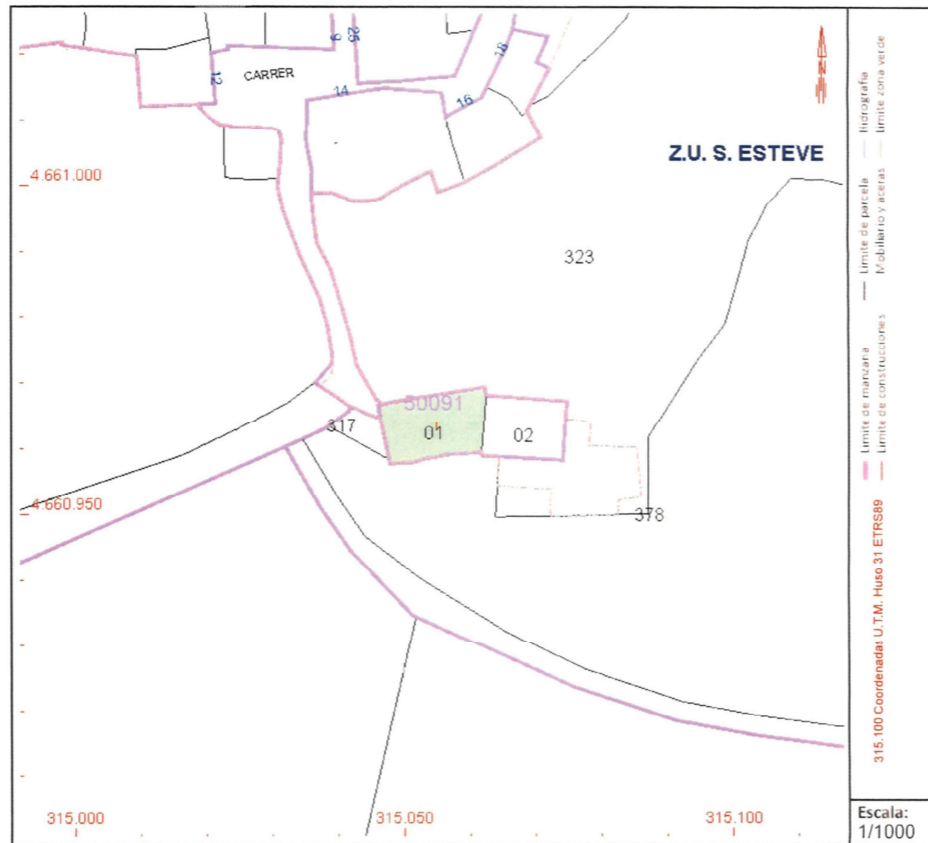 9
25
18
CARRER
12
14
16
Z.U. S. ESTEVE
4.661.000
323
50091
317
01
02
4.660.950
378
315.000
315.050
315.100
Límite de manzana
Límite de parcela
Hidrografía
Límite de construcciones
Mobiliario y aceras
Límite zona verde
315.100 Coordenadas U.T.M. Huso 31 ETRS89
Escala:
1/1000